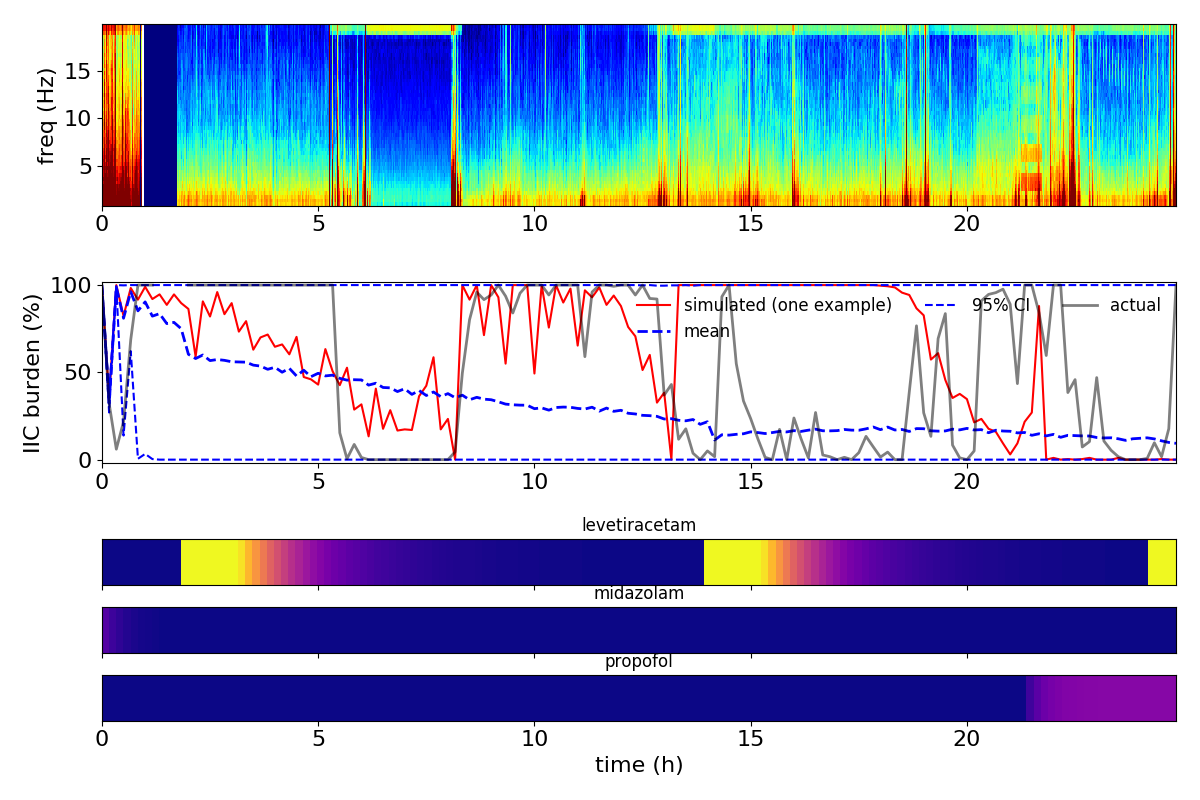 freq (Hz)
15
10
5
0 5 10 15 20
IIC burden (%)
100
50
0
simulated (one example) 95% CI actual
mean
0 5 10 15 20
levetiracetam
midazolam
propofol
0 5 10 15 20
time (h)